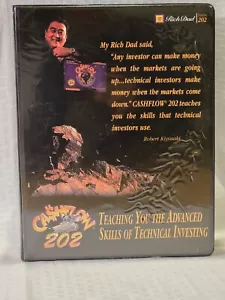 Rich Dad 202
My Rich Dad said,
"Any investor can make money
when the markets are going
up...technical investors make
money when the markets come
down." CASHFLOW® 202 teaches
you the skills that technical
investors use.
Robert Kiyosaki
CASHFLOW
202
TEACHING YOU THE ADVANCED
SKILLS OF TECHNICAL INVESTING